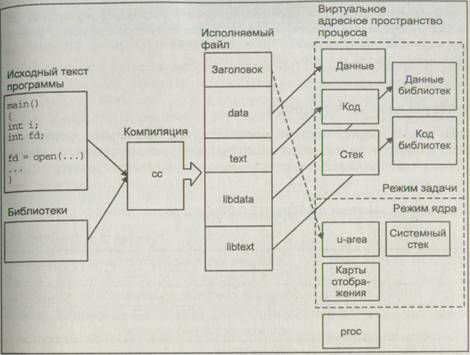 Исходный текст
программы
main()
{
int i;
int fd;
fd = open(...)
...
}
Библиотеки
Компиляция
cc
Исполняемый
файл
Заголовок
data
text
libdata
libtext
Виртуальное
адресное пространство
процесса
Данные
Код
Стек
Данные
библиотек
Код
библиотек
Режим задачи
Режим ядра
u-area
Системный
стек
Карты
отобра-
жения
proc